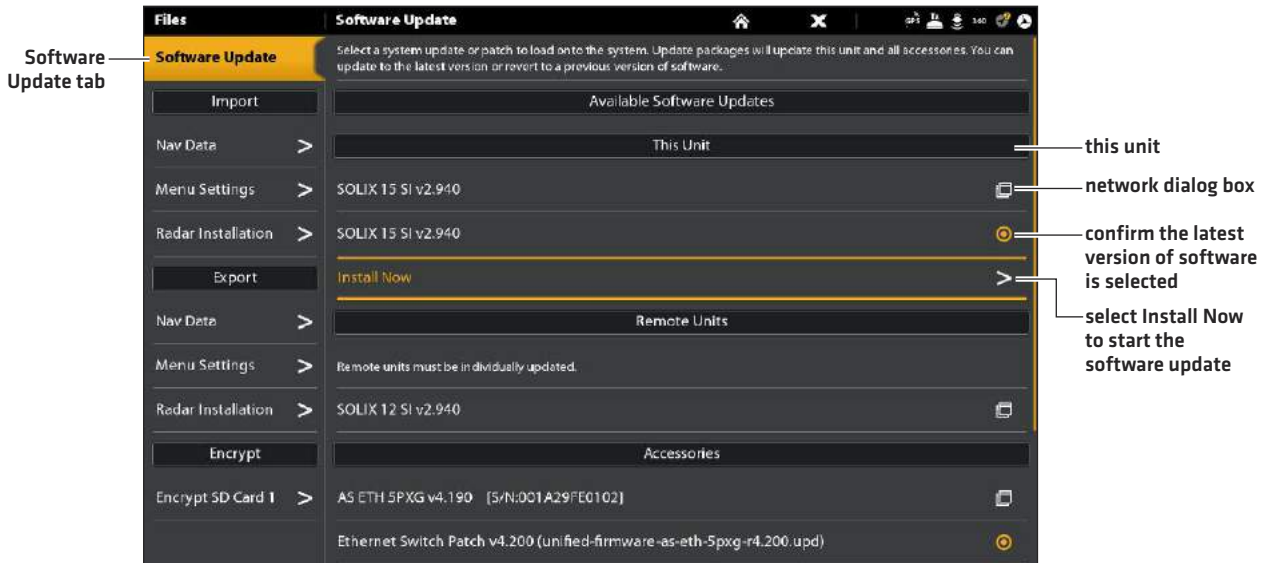 Files
Software Update
Software Update
Select a system update or patch to load onto the system. Update packages will update this unit and all accessories. You can
update to the latest version or revert to a previous version of software.
Import
Nav Data >
Menu Settings >
Radar Installation >
Export
Nav Data >
Menu Settings >
Radar Installation >
Encrypt
Encrypt SD Card 1 >
Available Software Updates
This Unit
SOLIX 15 SI v2.940
SOLIX 15 SI v2.940
Install Now >
Remote Units
Remote units must be individually updated.
SOLIX 12 SI v2.940
Accessories
AS ETH 5PXG v4.190 [S/N:001A29FE0102]
Ethernet Switch Patch v4.200 (unified-firmware-as-eth-5pxg-r4.200.upd)
GPS
360
Software
Update tab
this unit
network dialog box
confirm the latest
version of software
is selected
select Install Now
to start the
software update